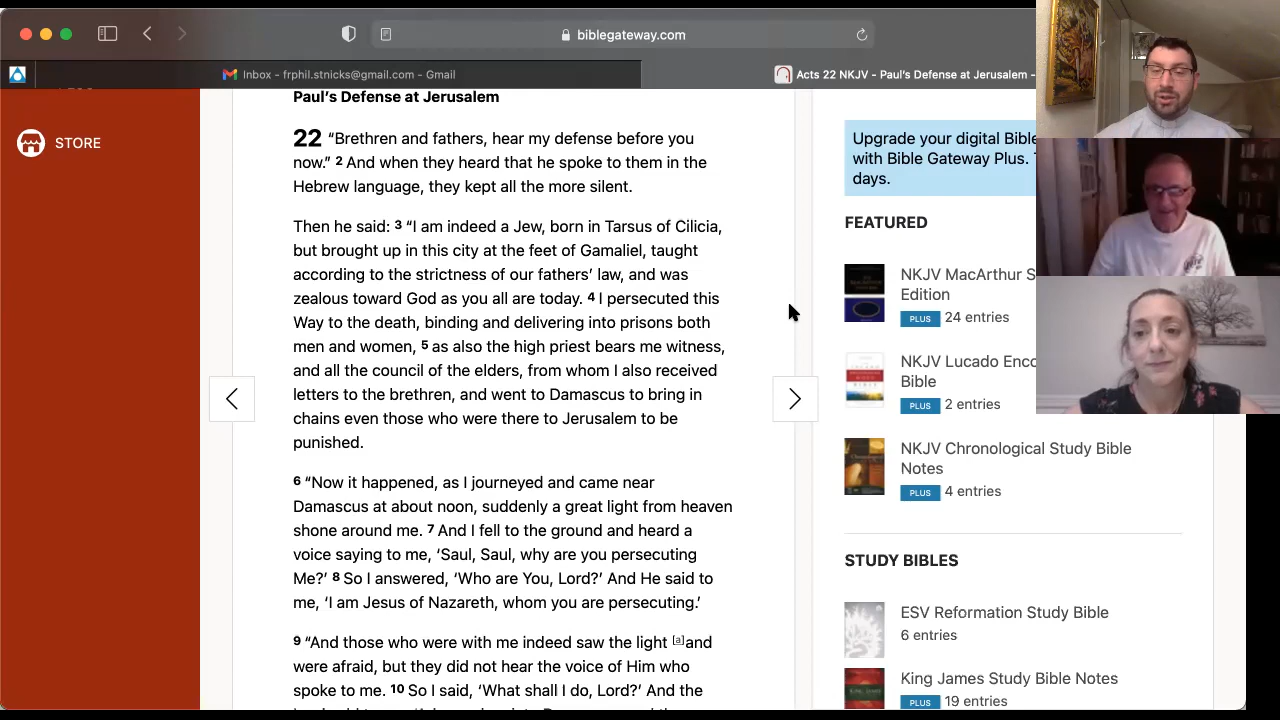 biblegateway.com
Inbox - frphil.stnicks@gmail.com - Gmail
Acts 22 NKJV - Paul's Defense at Jerusalem -
STORE
Paul's Defense at Jerusalem
22 “Brethren and fathers, hear my defense before you
now.” 2 And when they heard that he spoke to them in the
Hebrew language, they kept all the more silent.
Then he said: 3 “I am indeed a Jew, born in Tarsus of Cilicia,
but brought up in this city at the feet of Gamaliel, taught
according to the strictness of our fathers’ law, and was
zealous toward God as you all are today. 4 I persecuted this
Way to the death, binding and delivering into prisons both
men and women, 5 as also the high priest bears me witness,
and all the council of the elders, from whom I also received
letters to the brethren, and went to Damascus to bring in
chains even those who were there to Jerusalem to be
punished.
6 “Now it happened, as I journeyed and came near
Damascus at about noon, suddenly a great light from heaven
shone around me. 7 And I fell to the ground and heard a
voice saying to me, ‘Saul, Saul, why are you persecuting
Me?’ 8 So I answered, ‘Who are You, Lord?’ And He said to
me, ‘I am Jesus of Nazareth, whom you are persecuting.’
9 “And those who were with me indeed saw the light [a]and
were afraid, but they did not hear the voice of Him who
spoke to me. 10 So I said, ‘What shall I do, Lord?’ And the
Upgrade your digital Bible
with Bible Gateway Plus.
days.
FEATURED
NKJV MacArthur S
Edition
PLUS 24 entries
NKJV Lucado Enco
Bible
PLUS 2 entries
NKJV Chronological Study Bible
Notes
PLUS 4 entries
STUDY BIBLES
ESV Reformation Study Bible
6 entries
King James Study Bible Notes
PLUS 19 entries